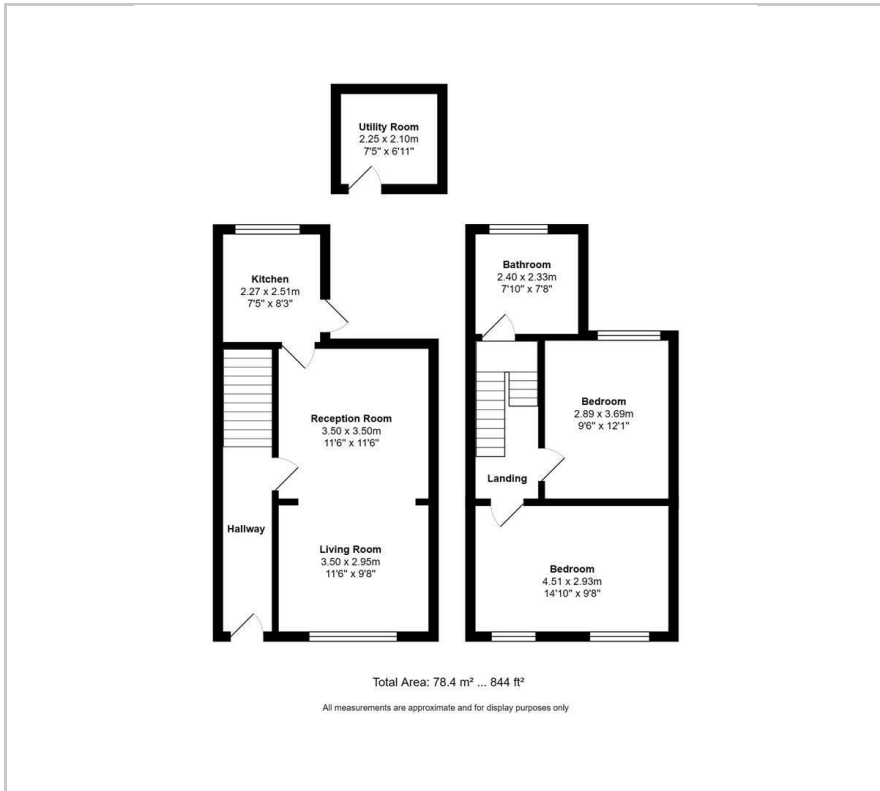 Utility Room
2.25 x 2.10m
7'5" x 6'11"
Kitchen
2.27 x 2.51m
7'5" x 8'3"
Reception Room
3.50 x 3.50m
11'6" x 11'6"
Hallway
Living Room
3.50 x 2.95m
11'6" x 9'8"
Bathroom
2.40 x 2.33m
7'10" x 7'8"
Bedroom
2.89 x 3.69m
9'6" x 12'1"
Landing
Bedroom
4.51 x 2.93m
14'10" x 9'8"
Total Area: 78.4 m² ... 844 ft²
All measurements are approximate and for display purposes only